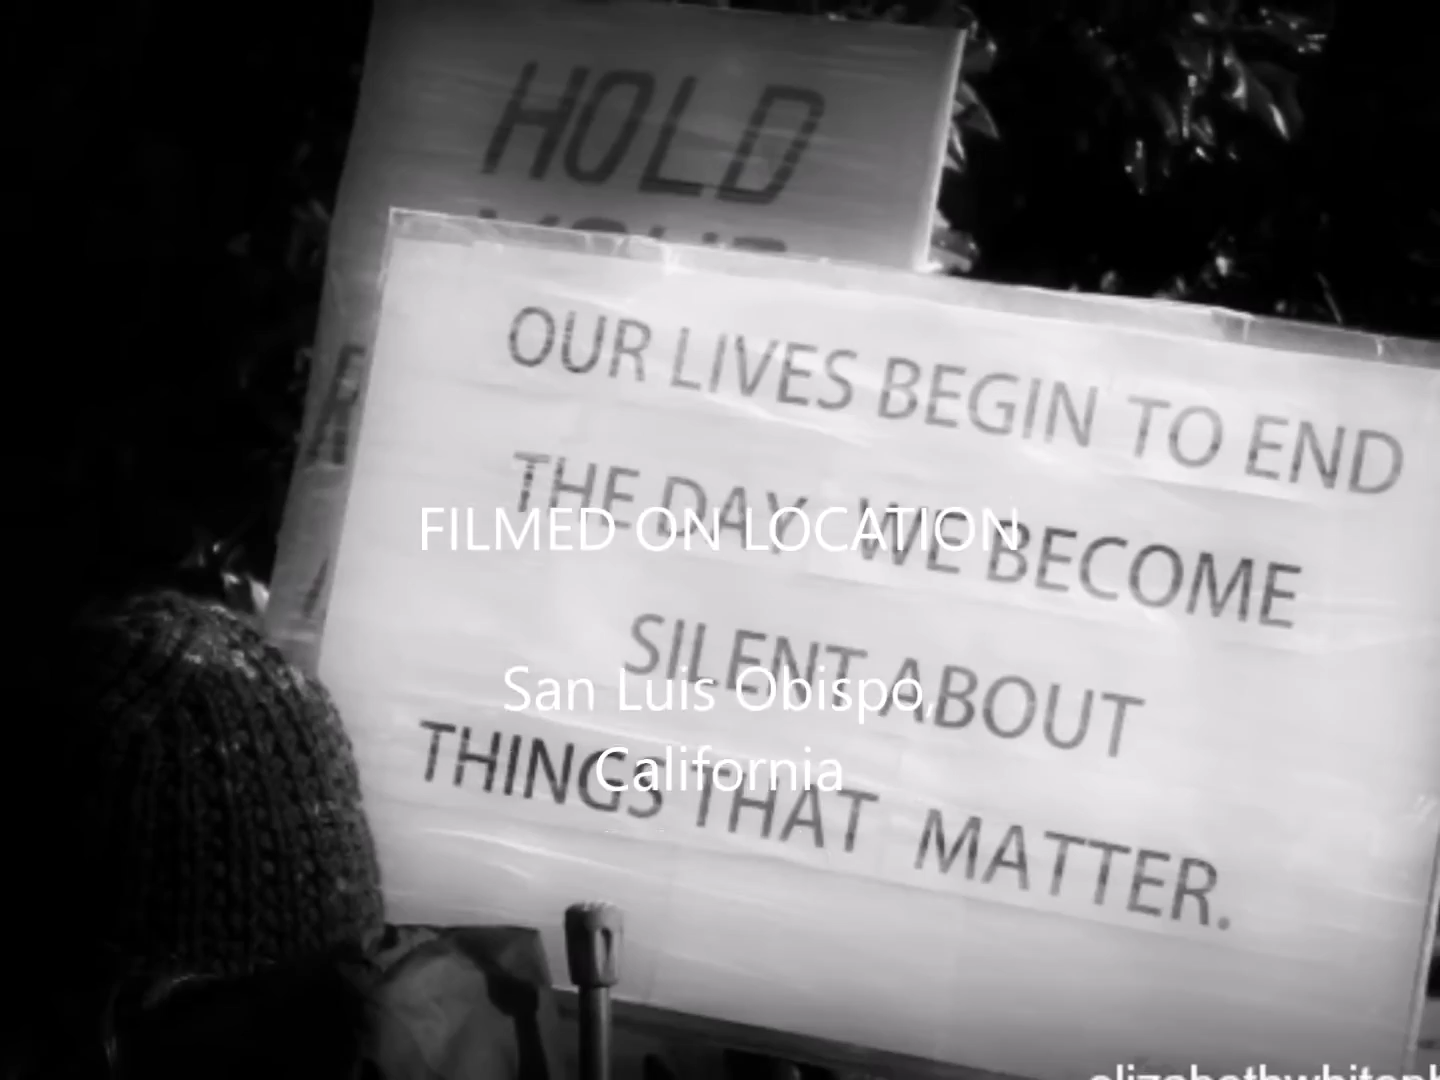 HOLD
OUR LIVES BEGIN TO END
THE DAY WE BECOME
SILENT ABOUT
THINGS THAT MATTER.
FILMED ON LOCATION
San Luis Obispo,
California